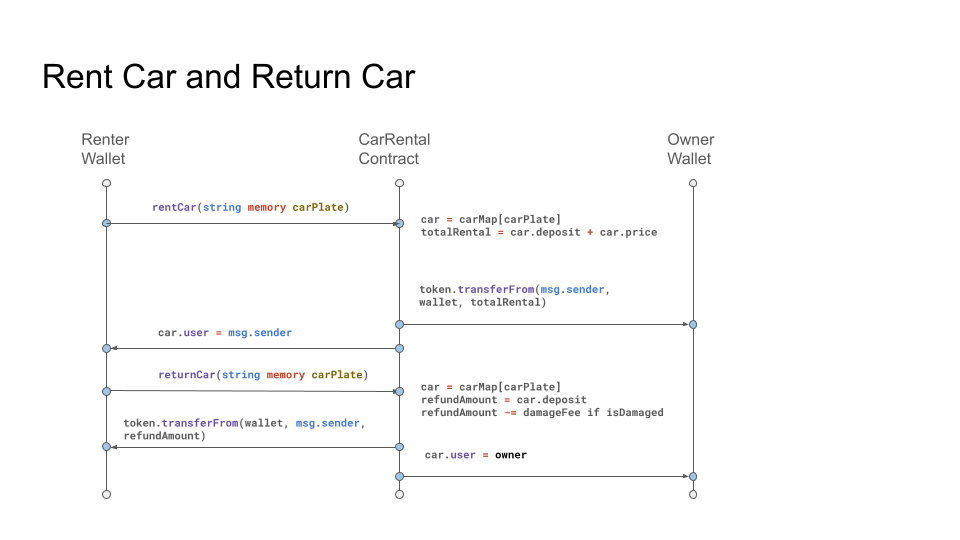 Rent Car and Return Car
Renter
Wallet
CarRental
Contract
Owner
Wallet
rentCar(string memory carPlate)
car = carMap[carPlate]
totalRental = car.deposit + car.price
token.transferFrom(msg.sender,
wallet, totalRental)
car.user = msg.sender
returnCar(string memory carPlate)
car = carMap[carPlate]
refundAmount = car.deposit
refundAmount -= damageFee if isDamaged
token.transferFrom(wallet, msg.sender,
refundAmount)
car.user = owner